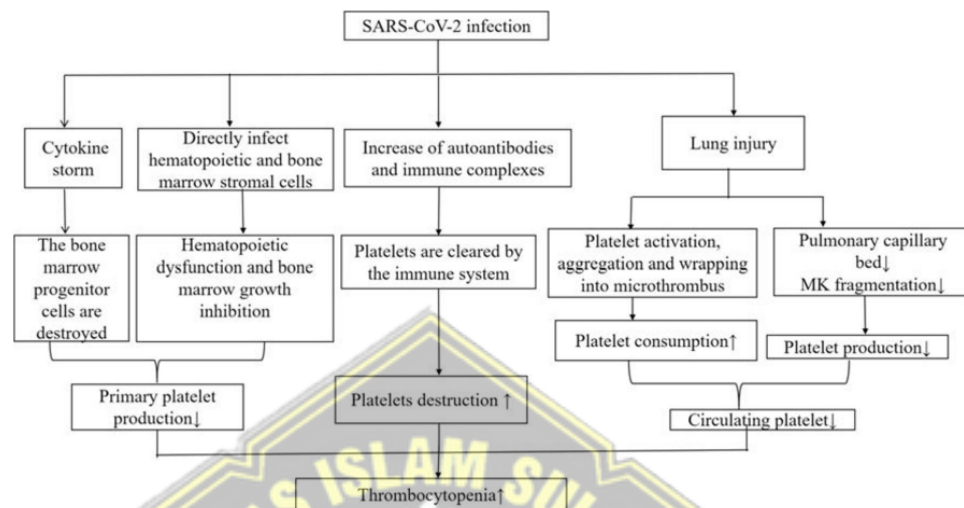 SARS-CoV-2 infection
Cytokine
storm
Directly infect
hematopoietic and bone
marrow stromal cells
Increase of autoantibodies
and immune complexes
Lung injury
The bone
marrow
progenitor
cells are
destroyed
Hematopoietic
dysfunction and bone
marrow growth
inhibition
Platelets are cleared by
the immune system
Platelet activation,
aggregation and wrapping
into microthrombus
Pulmonary capillary
bed↓
MK fragmentation↓
Platelet consumption↑
Platelet production↓
Primary platelet
production↓
Platelets destruction ↑
Circulating platelet↓
Thrombocytopenia↑
ISLAM